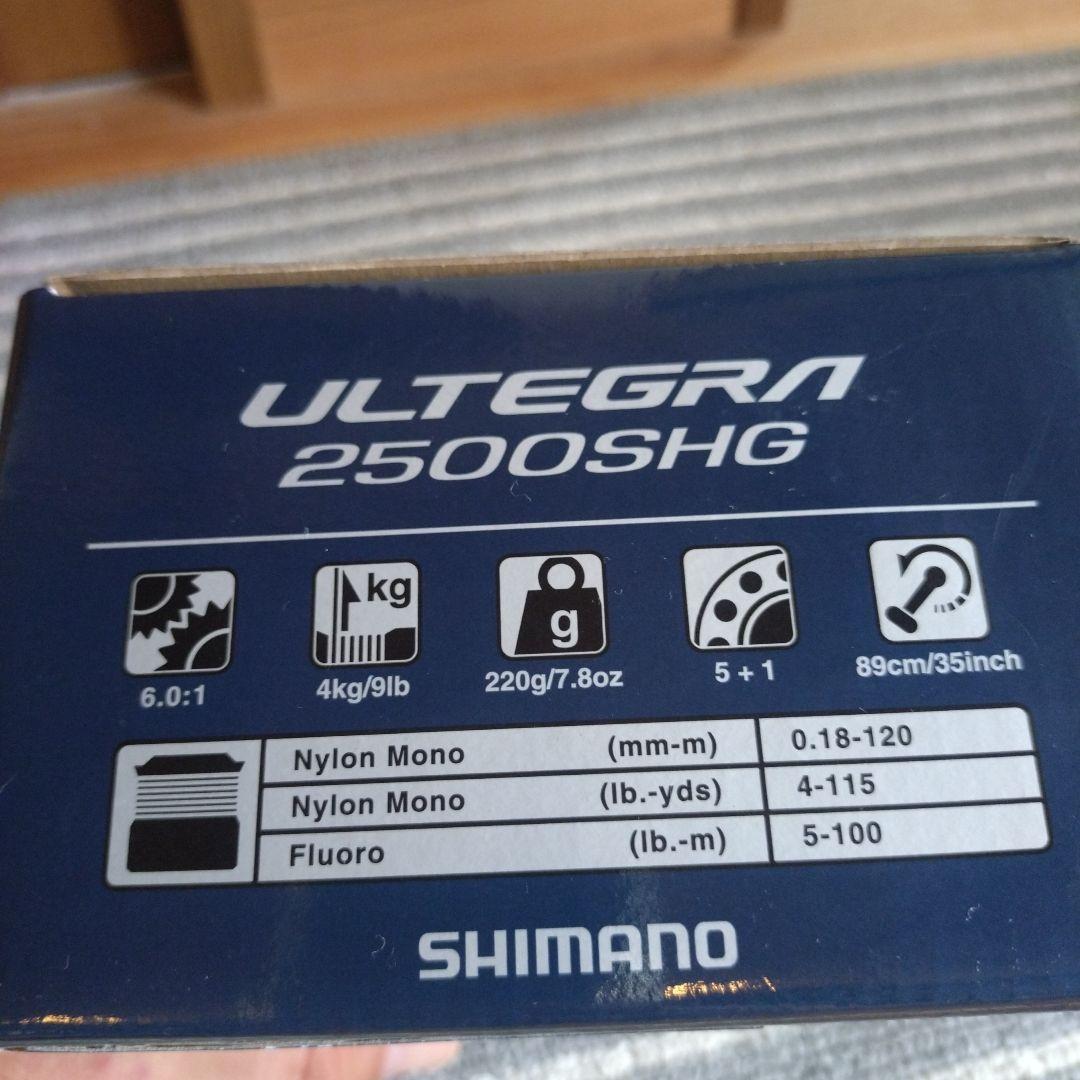 ULTEGRA
2500SHG
kg
g
6.0:1
4kg/9lb
220g/7.8oz
5 + 1
89cm/35inch
Nylon Mono (mm-m) 0.18-120
Nylon Mono (lb.-yds) 4-115
Fluoro (lb.-m) 5-100
SHIMANO